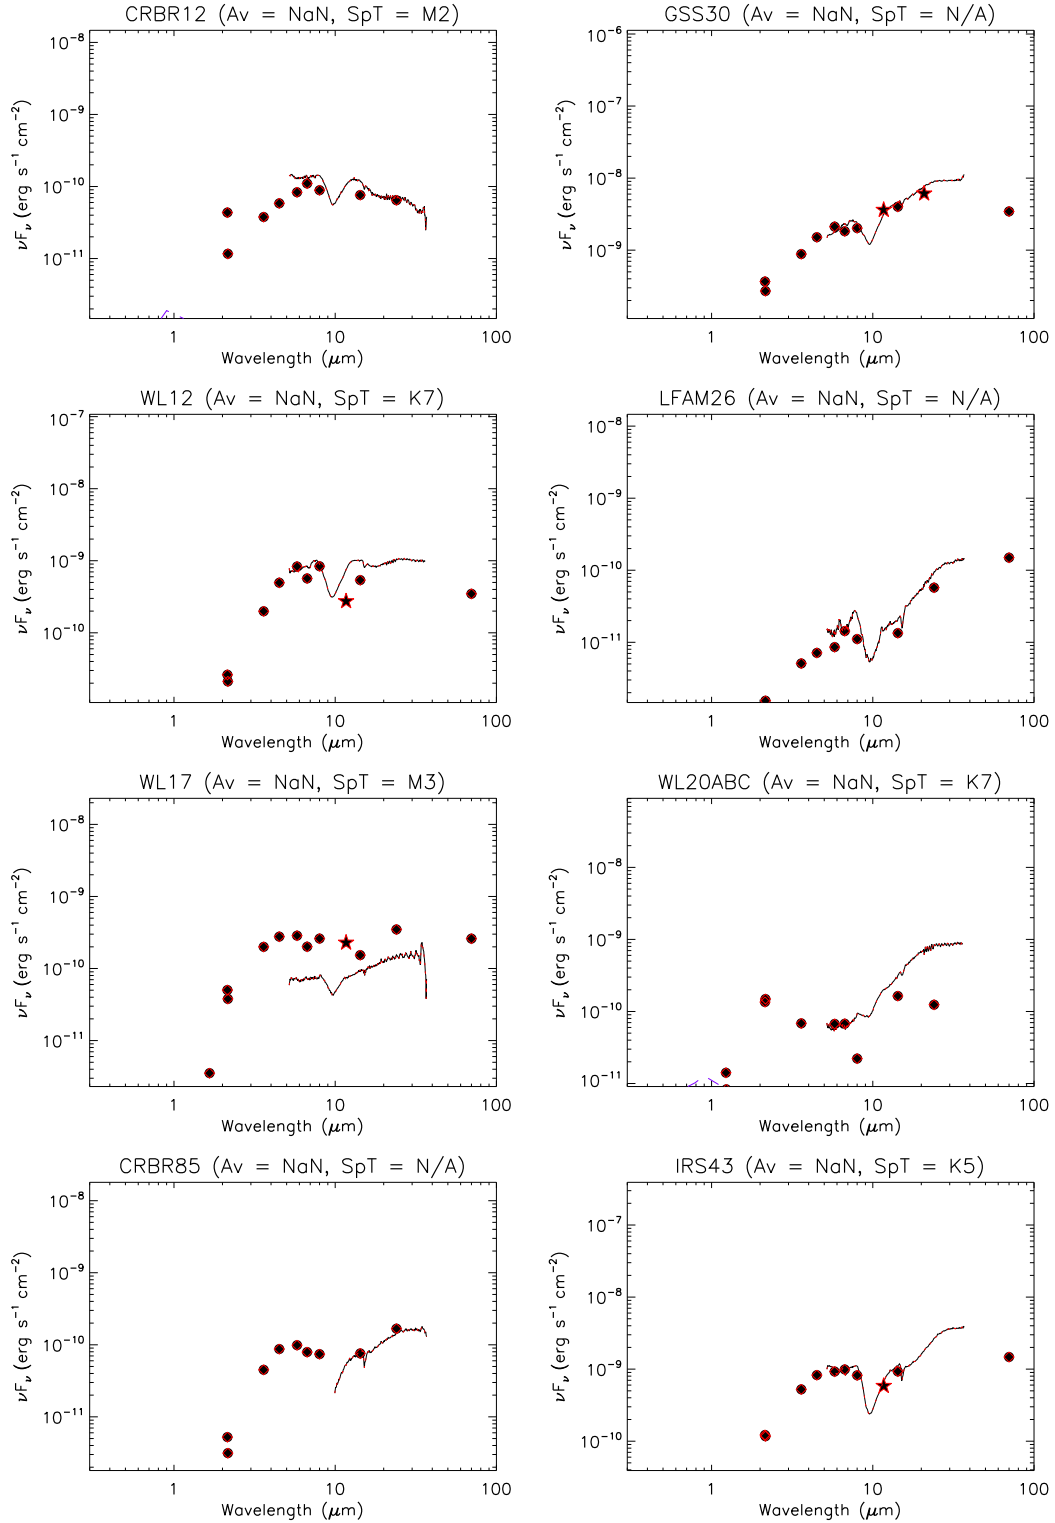 CRBR12 (Av = NaN, SpT = M2)
10⁻⁸
10⁻⁹
10⁻¹⁰
10⁻¹¹
νFᵥ (erg s⁻¹ cm⁻²)
1 10 100
Wavelength (μm)
GSS30 (Av = NaN, SpT = N/A)
10⁻⁶
10⁻⁷
10⁻⁸
10⁻⁹
νFᵥ (erg s⁻¹ cm⁻²)
1 10 100
Wavelength (μm)
WL12 (Av = NaN, SpT = K7)
10⁻⁷
10⁻⁸
10⁻⁹
10⁻¹⁰
νFᵥ (erg s⁻¹ cm⁻²)
1 10 100
Wavelength (μm)
LFAM26 (Av = NaN, SpT = N/A)
10⁻⁸
10⁻⁹
10⁻¹⁰
10⁻¹¹
νFᵥ (erg s⁻¹ cm⁻²)
1 10 100
Wavelength (μm)
WL17 (Av = NaN, SpT = M3)
10⁻⁸
10⁻⁹
10⁻¹⁰
10⁻¹¹
νFᵥ (erg s⁻¹ cm⁻²)
1 10 100
Wavelength (μm)
WL20ABC (Av = NaN, SpT = K7)
10⁻⁸
10⁻⁹
10⁻¹⁰
10⁻¹¹
νFᵥ (erg s⁻¹ cm⁻²)
1 10 100
Wavelength (μm)
CRBR85 (Av = NaN, SpT = N/A)
10⁻⁸
10⁻⁹
10⁻¹⁰
10⁻¹¹
νFᵥ (erg s⁻¹ cm⁻²)
1 10 100
Wavelength (μm)
IRS43 (Av = NaN, SpT = K5)
10⁻⁷
10⁻⁸
10⁻⁹
10⁻¹⁰
νFᵥ (erg s⁻¹ cm⁻²)
1 10 100
Wavelength (μm)